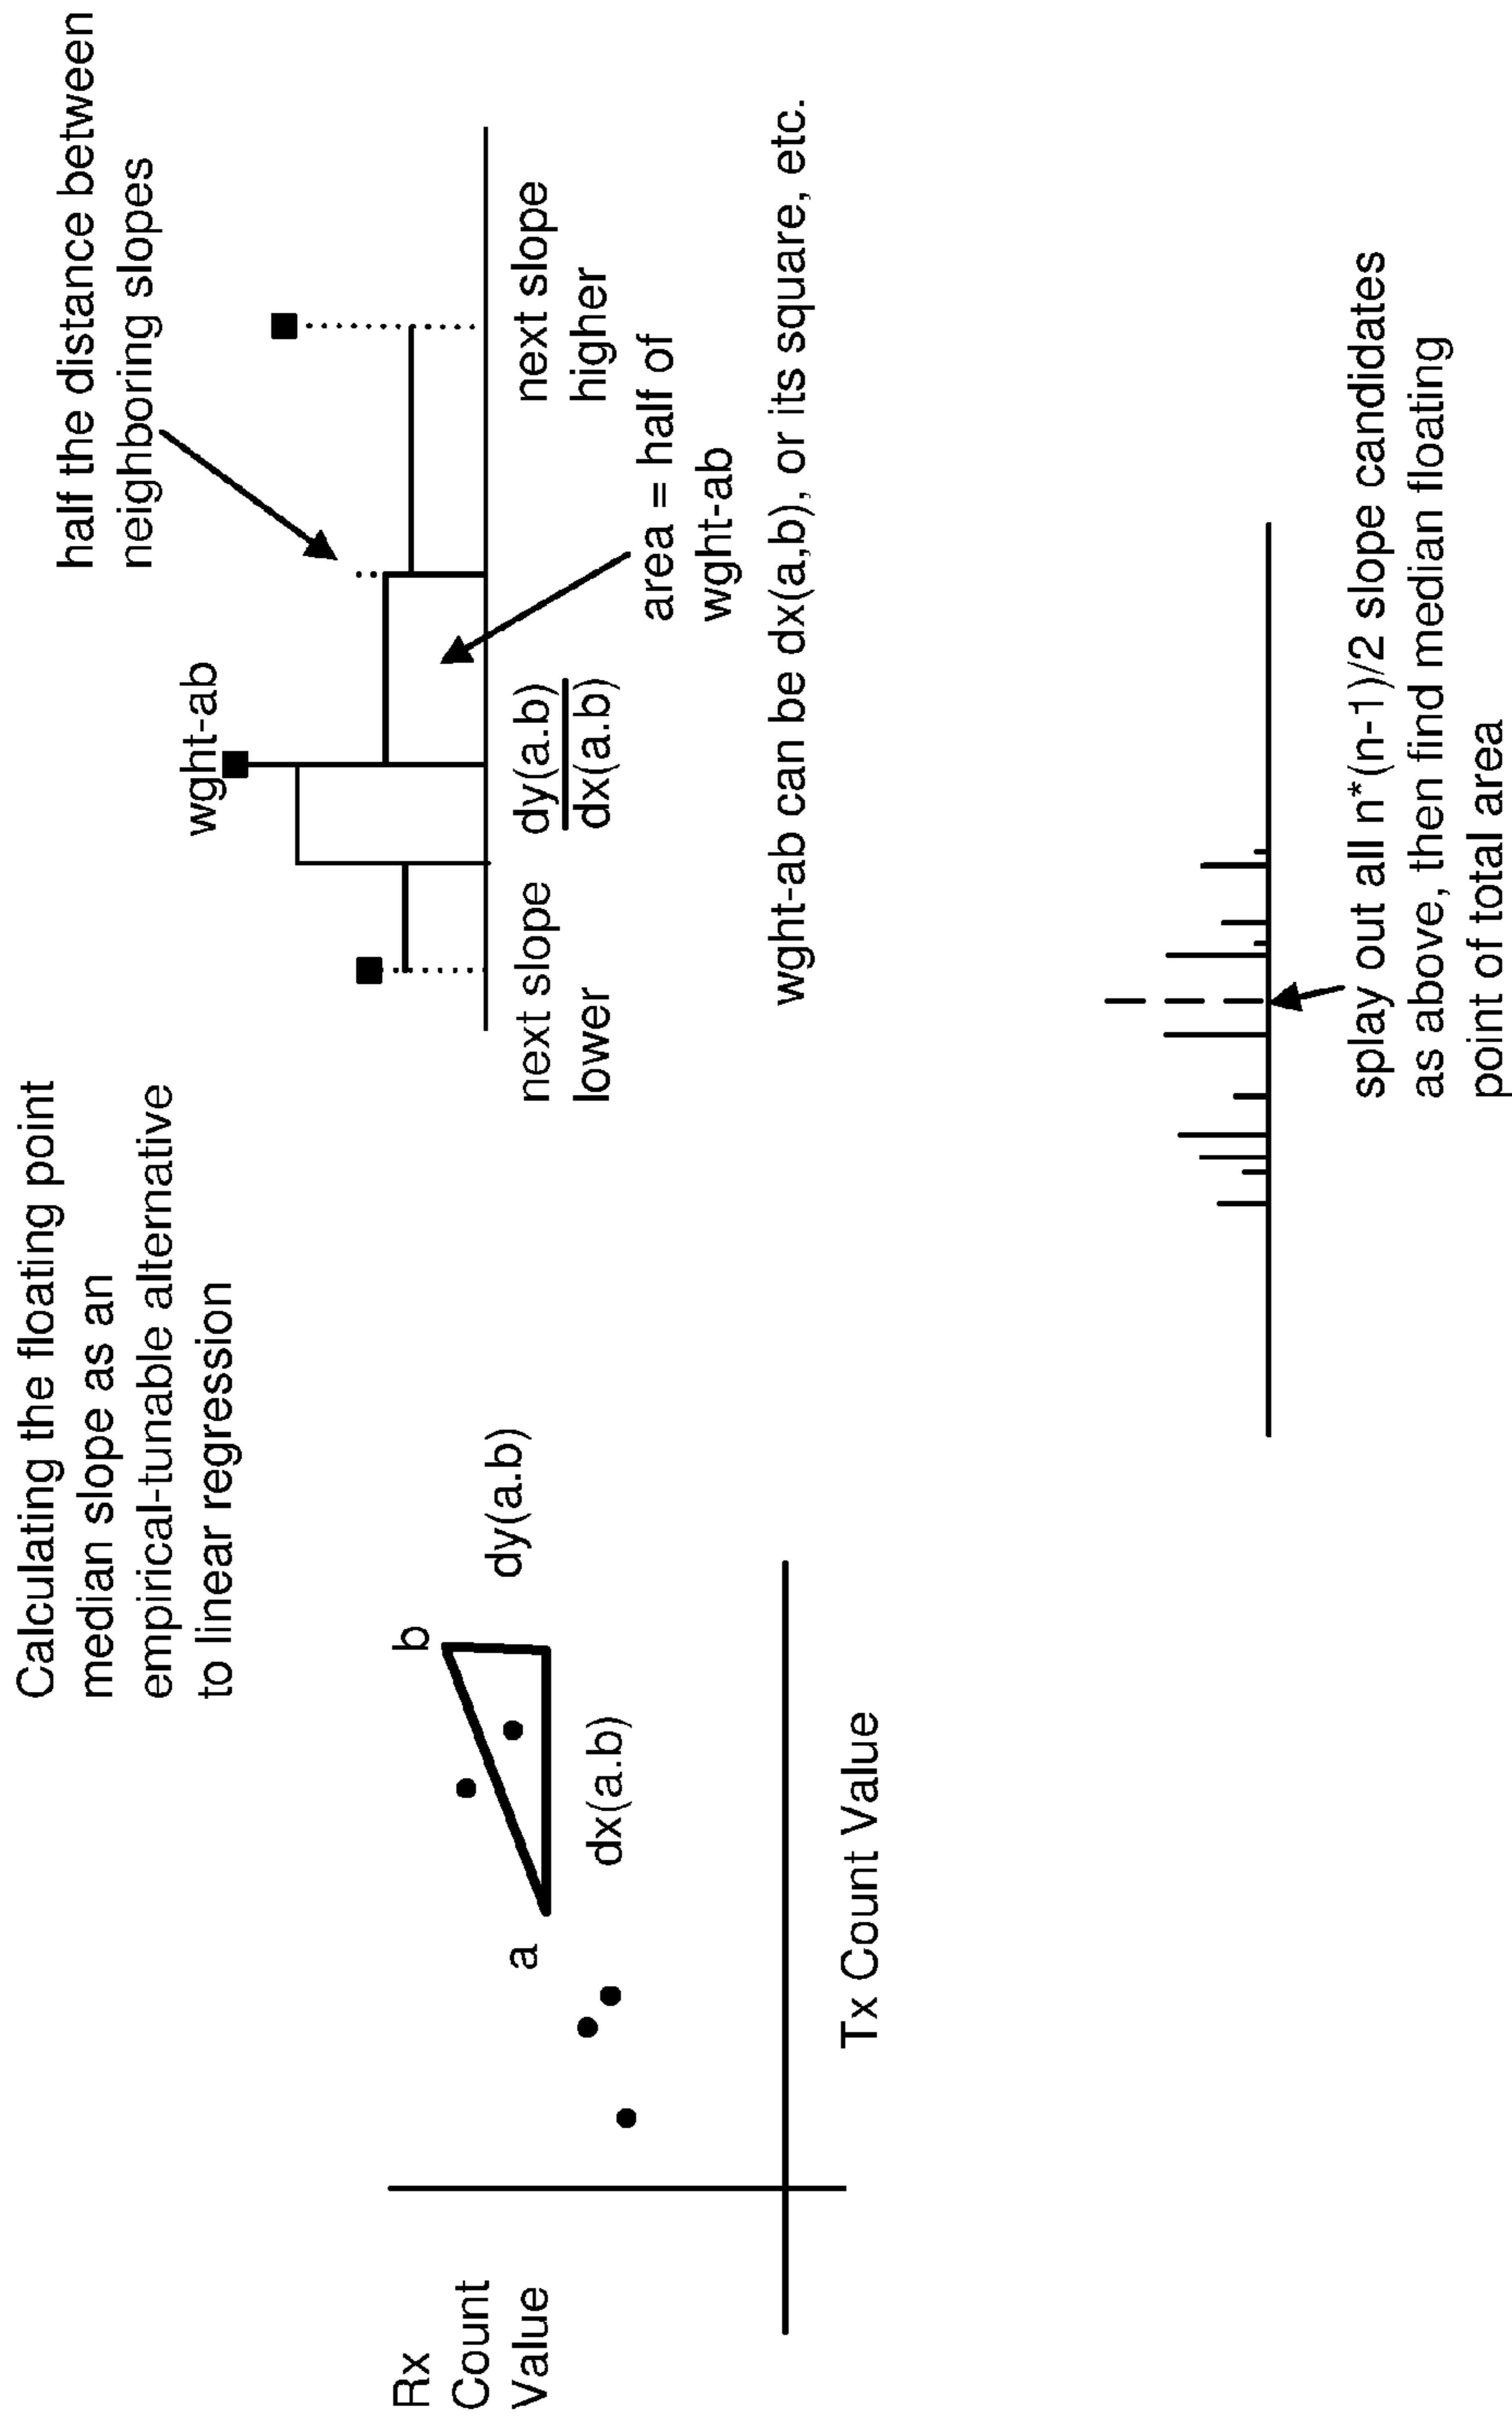 Calculating the floating point
median slope as an
empirical-tunable alternative
to linear regression
Rx
Count
Value
a
b
dy(a.b)
dx(a.b)
Tx Count Value
half the distance between
neighboring slopes
wght-ab
next slope
lower
dy(a.b)
dx(a.b)
next slope
higher
area = half of
wght-ab
wght-ab can be dx(a,b), or its square, etc.
splay out all n*(n-1)/2 slope candidates
as above, then find median floating
point of total area